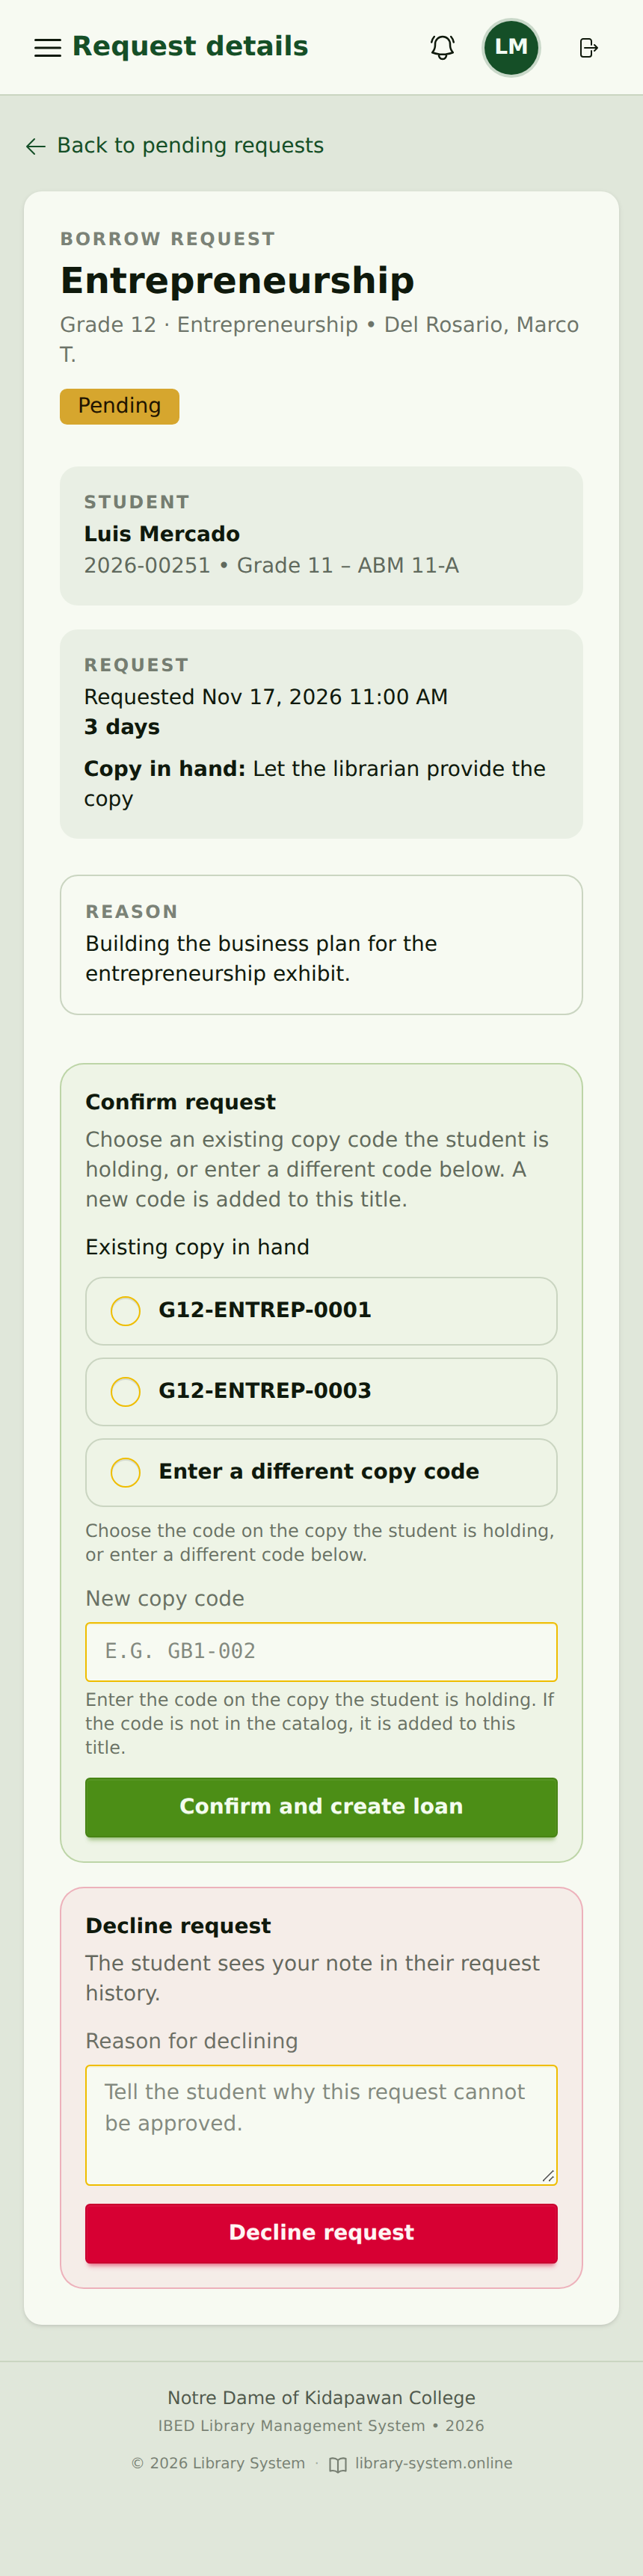 Request details
LM
Back to pending requests
BORROW REQUEST
Entrepreneurship
Grade 12 · Entrepreneurship • Del Rosario, Marco
T.
Pending
STUDENT
Luis Mercado
2026-00251 • Grade 11 – ABM 11-A
REQUEST
Requested Nov 17, 2026 11:00 AM
3 days
Copy in hand: Let the librarian provide the
copy
REASON
Building the business plan for the
entrepreneurship exhibit.
Confirm request
Choose an existing copy code the student is
holding, or enter a different code below. A
new code is added to this title.
Existing copy in hand
G12-ENTREP-0001
G12-ENTREP-0003
Enter a different copy code
Choose the code on the copy the student is holding,
or enter a different code below.
New copy code
E.G. GB1-002
Enter the code on the copy the student is holding. If
the code is not in the catalog, it is added to this
title.
Confirm and create loan
Decline request
The student sees your note in their request
history.
Reason for declining
Tell the student why this request cannot
be approved.
Decline request
Notre Dame of Kidapawan College
IBED Library Management System • 2026
© 2026 Library System · library-system.online